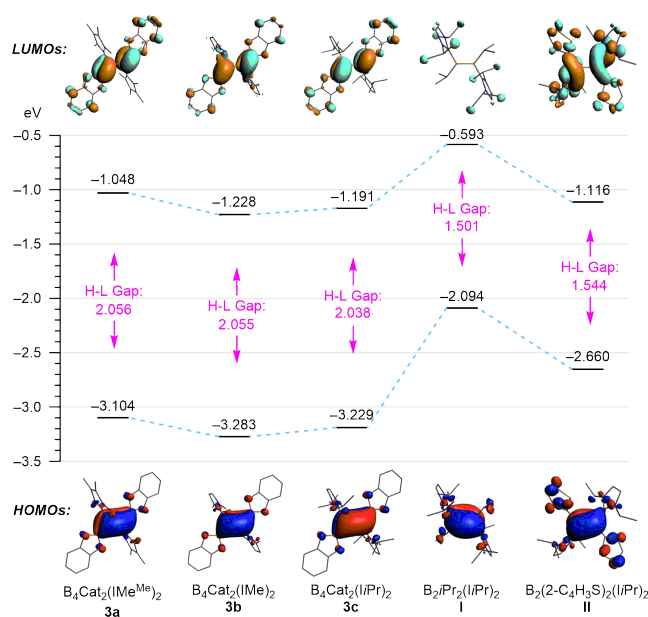 LUMOs:
eV
−0.5
−1.0
−1.5
−2.0
−2.5
−3.0
−3.5
−1.048
−1.228
−1.191
−0.593
−1.116
H-L Gap:
2.056
H-L Gap:
2.055
H-L Gap:
2.038
H-L Gap:
1.501
H-L Gap:
1.544
−3.104
−3.283
−3.229
−2.094
−2.660
HOMOs:
B₄Cat₂(IMeᴹᵉ)₂
3a
B₄Cat₂(IMe)₂
3b
B₄Cat₂(IiPr)₂
3c
B₂iPr₂(IiPr)₂
I
B₂(2-C₄H₃S)₂(IiPr)₂
II